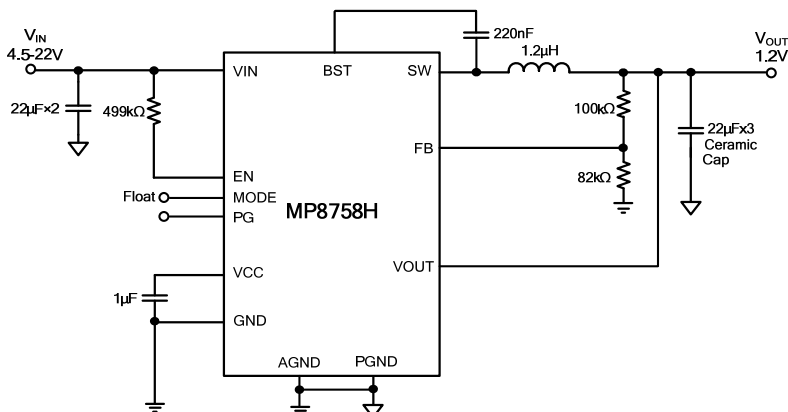 VIN
4.5-22V
22µF×2
499kΩ
Float
1µF
VIN
BST
SW
EN
MODE
PG
MP8758H
FB
VCC
VOUT
GND
AGND
PGND
220nF
1.2µH
100kΩ
82kΩ
VOUT
1.2V
22µFx3
Ceramic
Cap